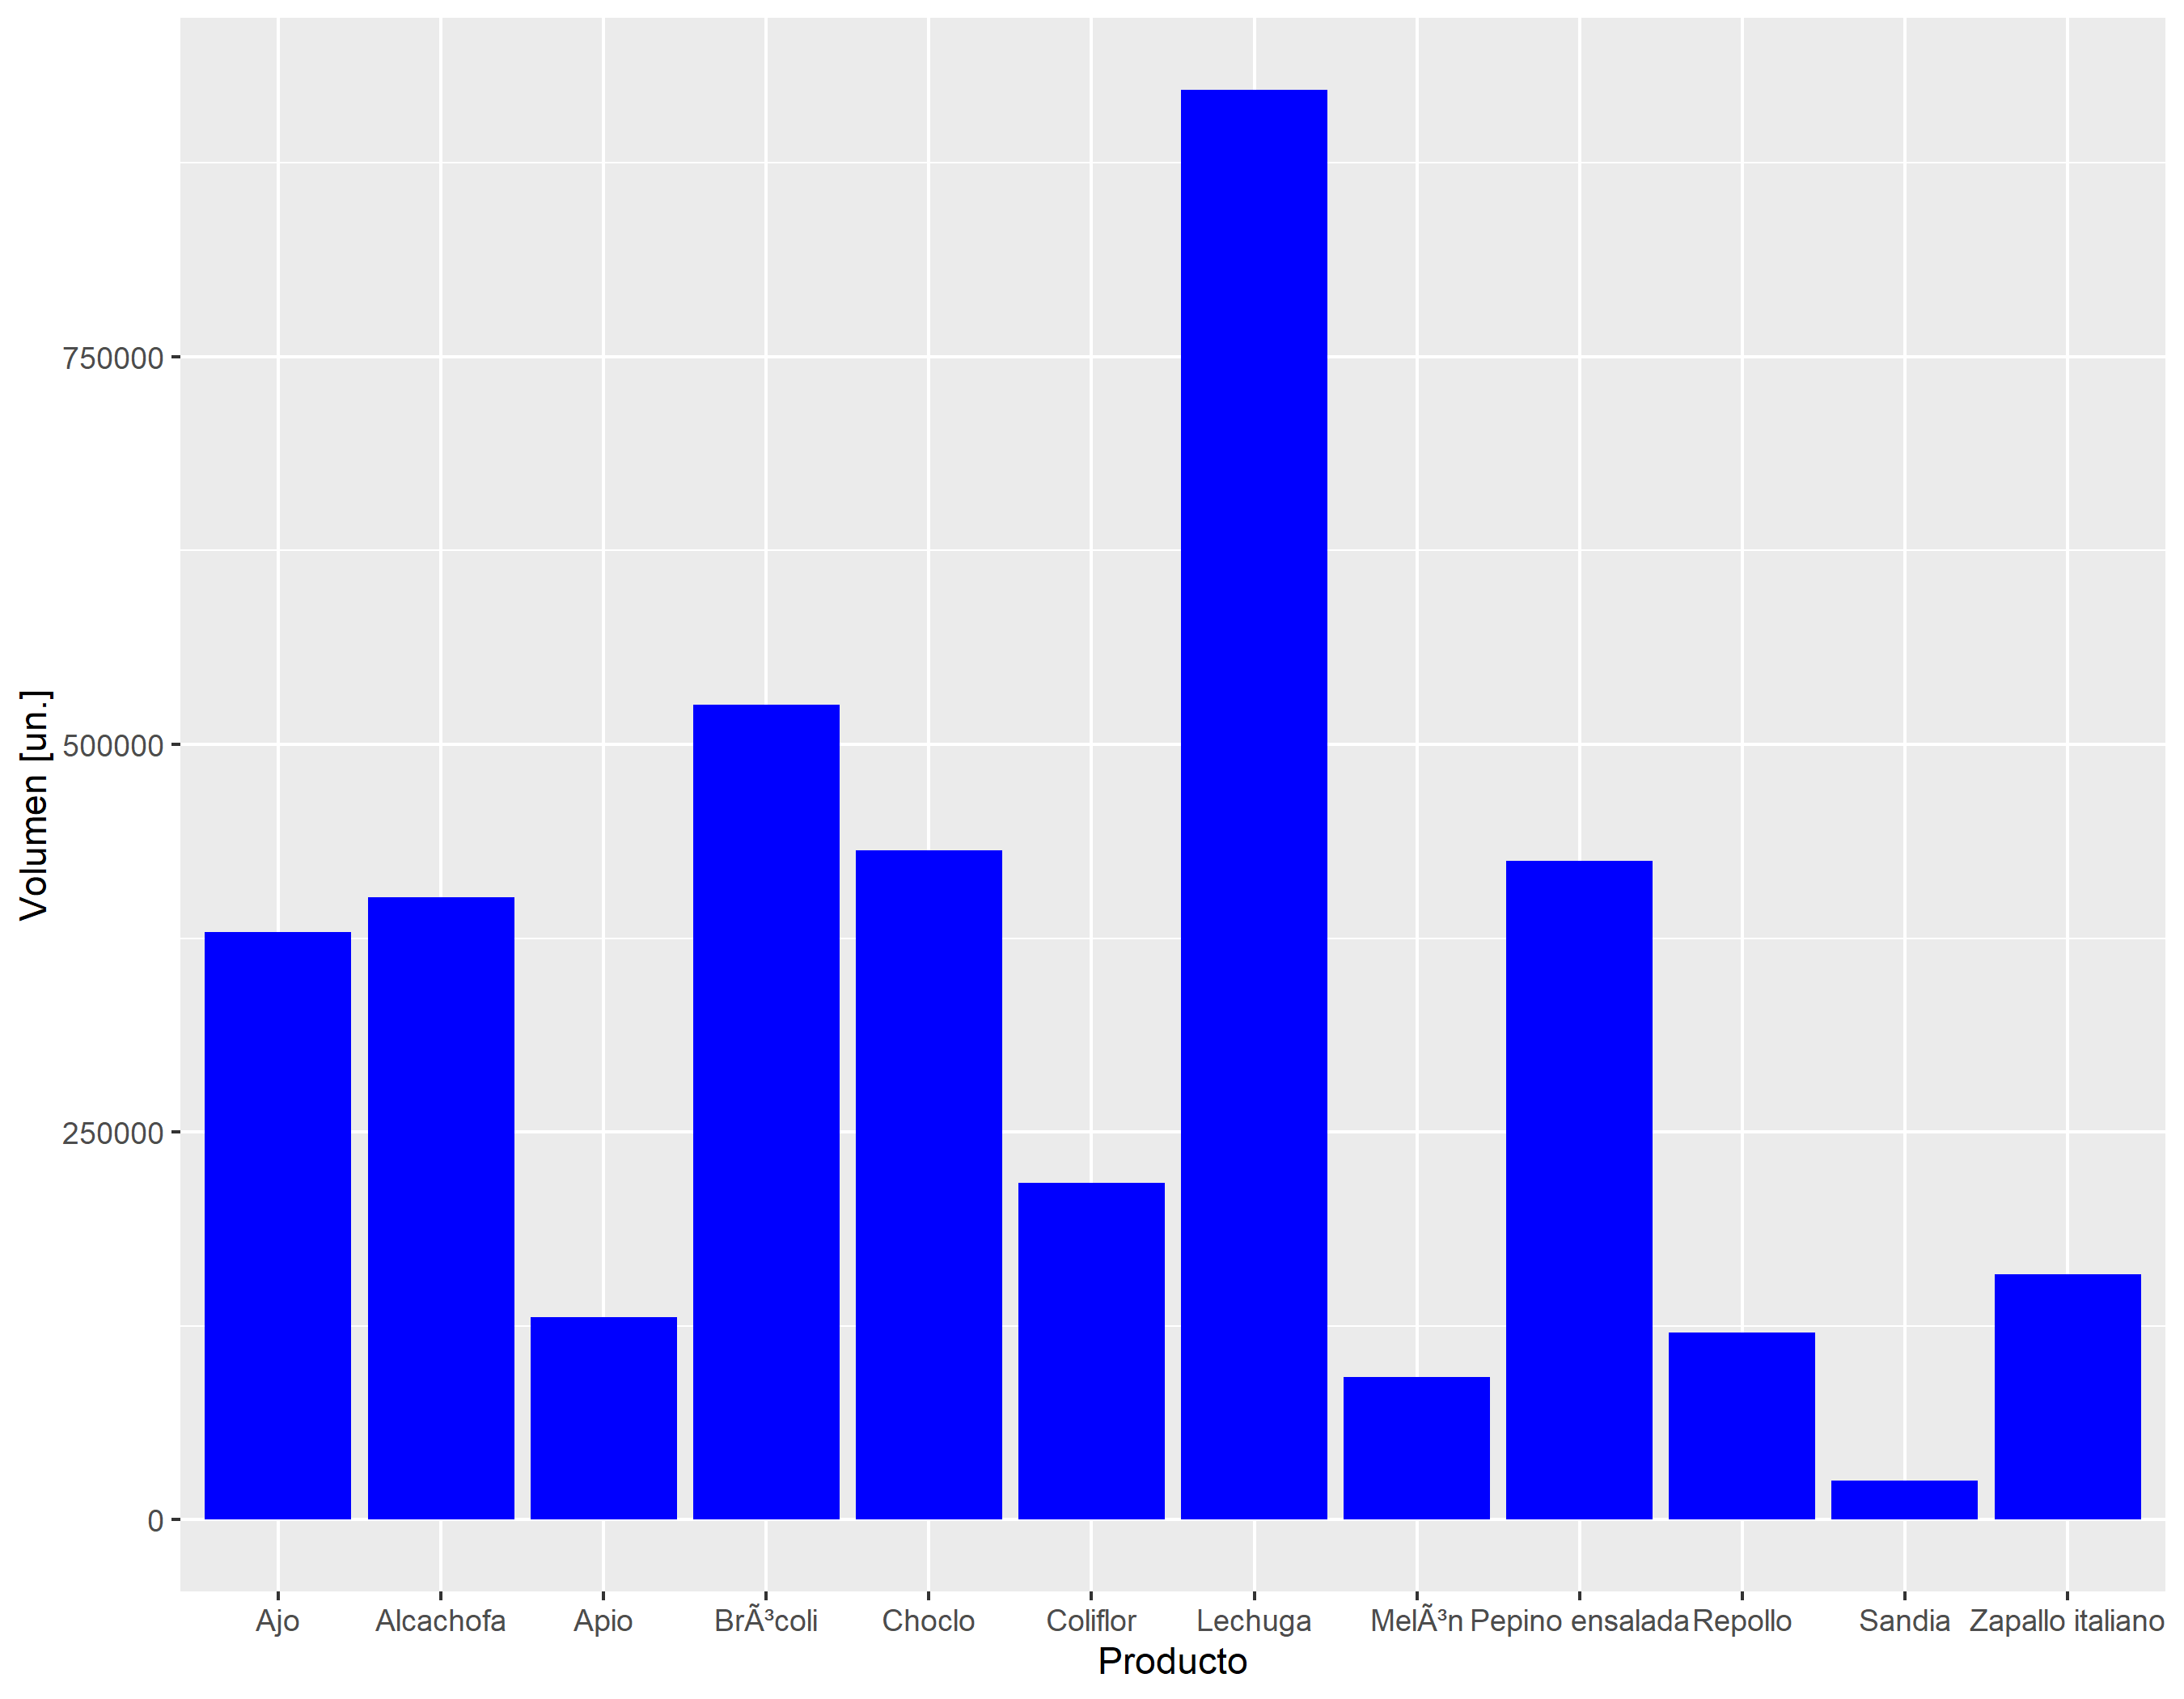 Volumen [un.]
750000
500000
250000
0
Ajo Alcachofa Apio BrÃ³coli Choclo Coliflor Lechuga MelÃ³n Pepino ensalada Repollo Sandia Zapallo italiano
Producto